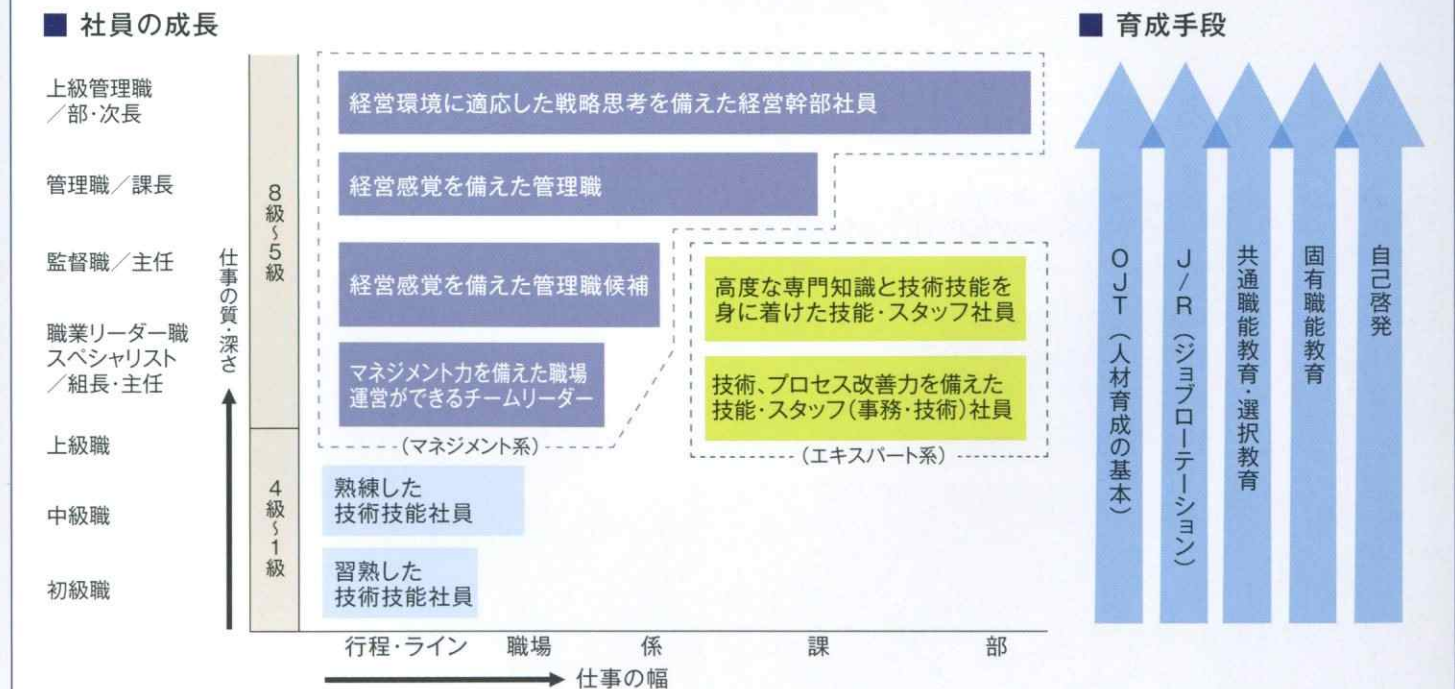 ■ 社員の成長
上級管理職
／部・次長
管理職／課長
監督職／主任
職業リーダー職
スペシャリスト
／組長・主任
上級職
中級職
初級職
仕事の質・深さ
8級～5級
4級～1級
経営環境に適応した戦略思考を備えた経営幹部社員
経営感覚を備えた管理職
経営感覚を備えた管理職候補
マネジメント力を備えた職場
運営ができるチームリーダー
（マネジメント系）
高度な専門知識と技術技能を
身に着けた技能・スタッフ社員
技術、プロセス改善力を備えた
技能・スタッフ（事務・技術）社員
（エキスパート系）
熟練した
技術技能社員
習熟した
技術技能社員
行程・ライン 職場 係 課 部
仕事の幅
■ 育成手段
OJT（人材育成の基本）
J/R（ジョブローテーション）
共通職能教育・選択教育
固有職能教育
自己啓発